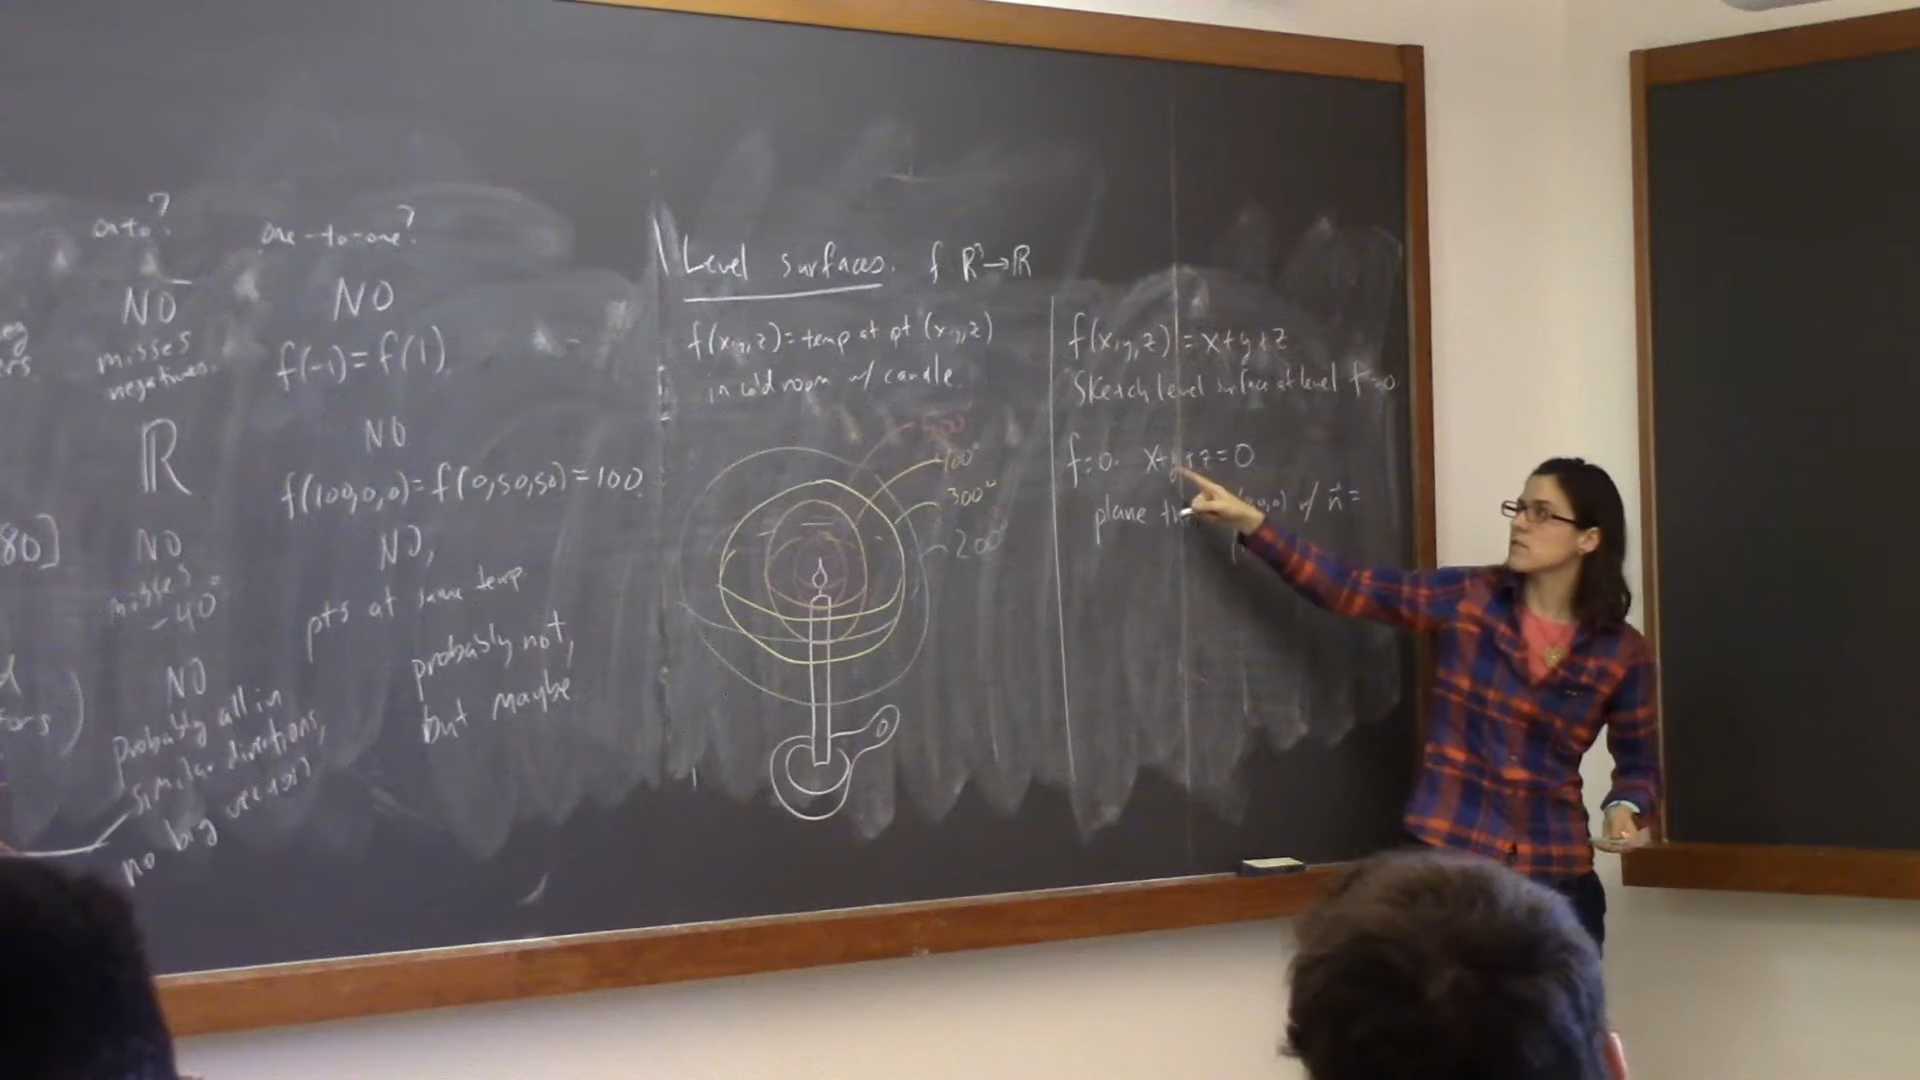 onto?
NO
misses
negatives.
ℝ
80]
NO
misses
-40°
NO
probably all in
similar directions,
no big vectors
one-to-one?
NO
f(-1)=f(1).
NO
f(100,0,0)=f(0,50,50)=100.
NO,
pts at same temp
probably not,
but maybe.
Level surfaces: f ℝ³→ℝ
f(x,y,z)=temp at pt (x,y,z)
in cold room w/ candle.
500
400°
300°
200°
f(x,y,z)=x+y+z
Sketch level surface at level f=0.
f=0. x+y+z=0
plane w/ n⃗ =